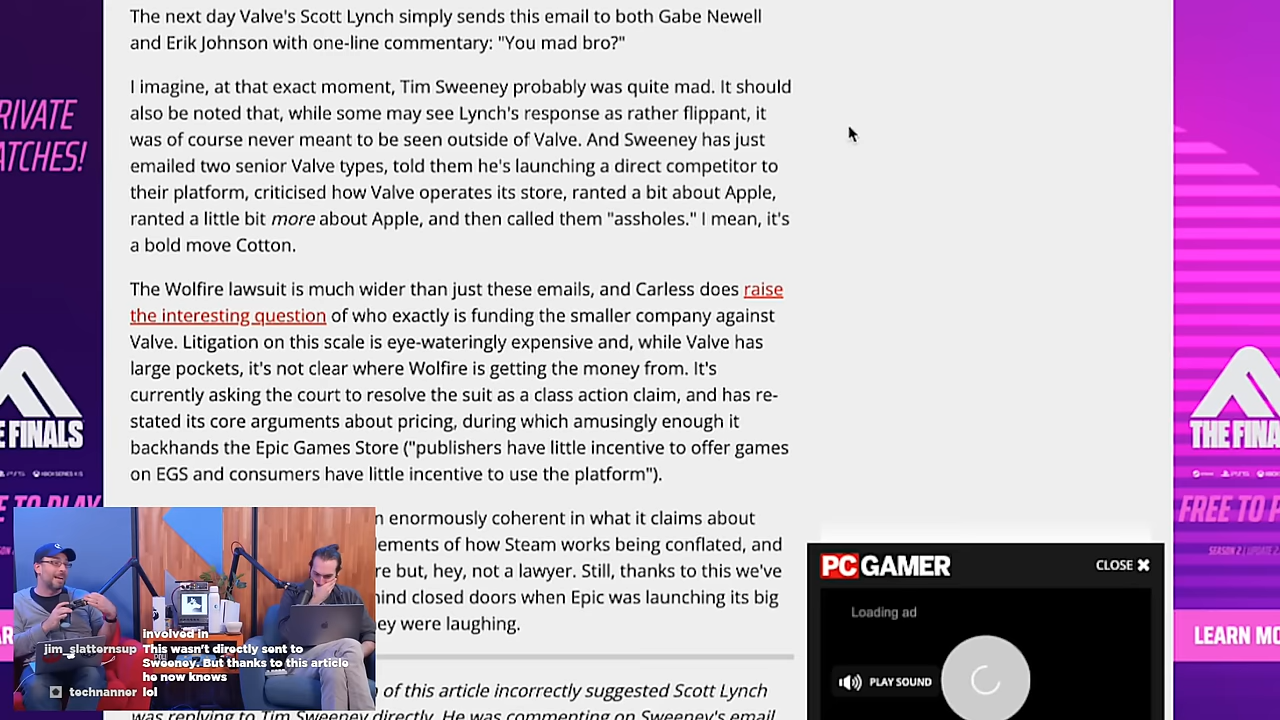 The next day Valve's Scott Lynch simply sends this email to both Gabe Newell
and Erik Johnson with one-line commentary: "You mad bro?"
I imagine, at that exact moment, Tim Sweeney probably was quite mad. It should
also be noted that, while some may see Lynch's response as rather flippant, it
was of course never meant to be seen outside of Valve. And Sweeney has just
emailed two senior Valve types, told them he's launching a direct competitor to
their platform, criticised how Valve operates its store, ranted a bit about Apple,
ranted a little bit more about Apple, and then called them "assholes." I mean, it's
a bold move Cotton.
The Wolfire lawsuit is much wider than just these emails, and Carless does raise
the interesting question of who exactly is funding the smaller company against
Valve. Litigation on this scale is eye-wateringly expensive and, while Valve has
large pockets, it's not clear where Wolfire is getting the money from. It's
currently asking the court to resolve the suit as a class action claim, and has re-
stated its core arguments about pricing, during which amusingly enough it
backhands the Epic Games Store ("publishers have little incentive to offer games
on EGS and consumers have little incentive to use the platform").
enormously coherent in what it claims about
lements of how Steam works being conflated, and
re but, hey, not a lawyer. Still, thanks to this we've
hind closed doors when Epic was launching its big
ey were laughing.
of this article incorrectly suggested Scott Lynch
was replying to Tim Sweeney directly. He was commenting on Sweeney's email
RIVATE
ATCHES!
E FINALS
PS5 XBOX SERIES X|S
E TO PLAY
involved in
jim_slatternsup This wasn't directly sent to
Sweeney. But thanks to this article
he now knows
technanner lol
PC GAMER
CLOSE
Loading ad
PLAY SOUND
THE FINA
PS5
FREE TO P
SEASON 2
LEARN MO